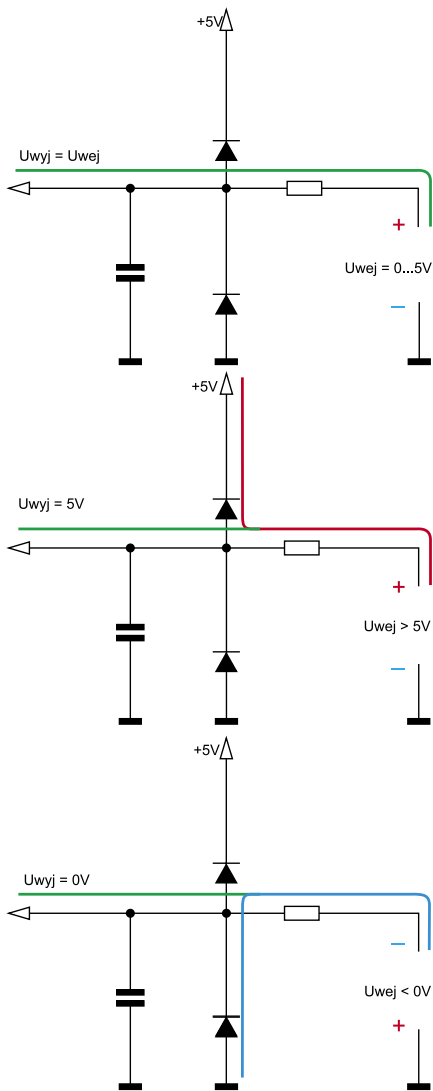 +5V
Uwyj = Uwej
+
Uwej = 0...5V
−
+5V
Uwyj = 5V
+
Uwej > 5V
−
+5V
Uwyj = 0V
−
Uwej < 0V
+